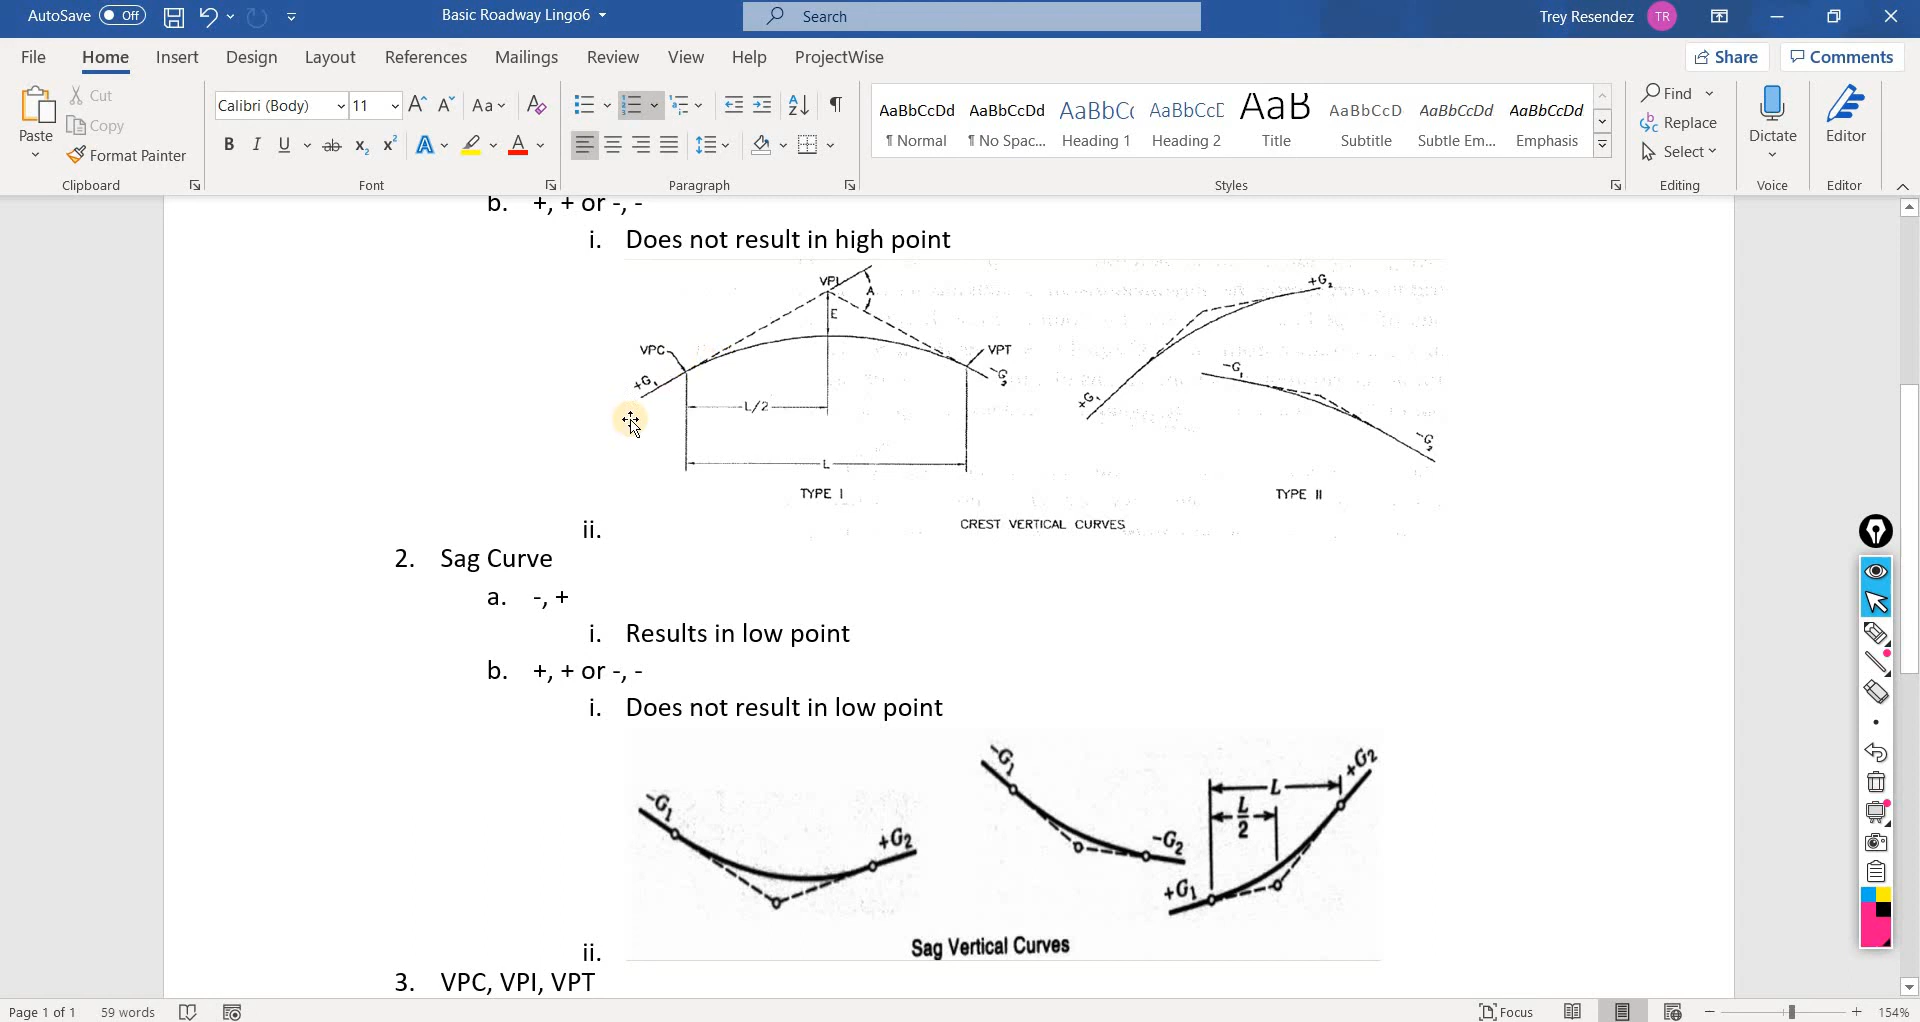 AutoSave Off
Basic Roadway Lingo6
Search
Trey Resendez TR
File Home Insert Design Layout References Mailings Review View Help ProjectWise
Share Comments
Paste
Cut
Copy
Format Painter
Clipboard
Calibri (Body) 11
Aa
B I U ab x₂ x² A A
Font
Paragraph
AaBbCcDd AaBbCcDd AaBbC AaBbCcE AaB AaBbCcD AaBbCcDd AaBbCcDd
¶ Normal ¶ No Spac... Heading 1 Heading 2 Title Subtitle Subtle Em... Emphasis
Styles
Find
Replace
Select
Editing
Dictate
Voice
Editor
Editor
b. +, + or -, -
i. Does not result in high point
VPI
A
E
VPC
VPT
+G₁
-G₂
L/2
L
TYPE I
+G₂
+G₁
-G₁
-G₂
TYPE II
CREST VERTICAL CURVES
ii.
2. Sag Curve
a. -, +
i. Results in low point
b. +, + or -, -
i. Does not result in low point
-G₁
+G₂
-G₁
-G₂
L
L/2
+G₂
+G₁
Sag Vertical Curves
ii.
3. VPC, VPI, VPT
Page 1 of 1 59 words
Focus
154%